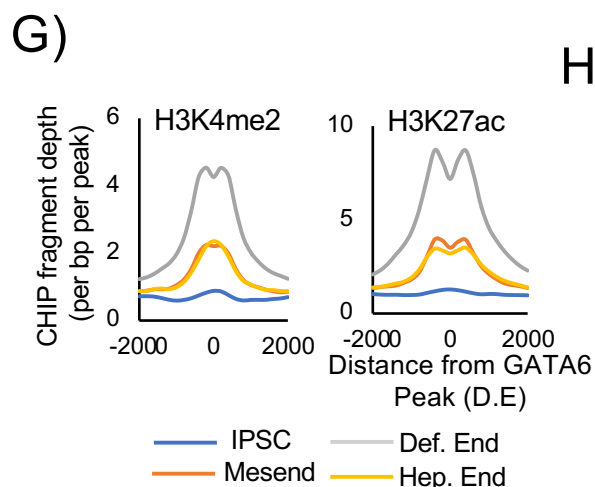 G)
H
CHIP fragment depth
(per bp per peak)
H3K4me2
6
4
2
0
-2000 0 2000
H3K27ac
10
5
0
-2000 0 2000
Distance from GATA6
Peak (D.E)
IPSC
Def. End
Mesend
Hep. End